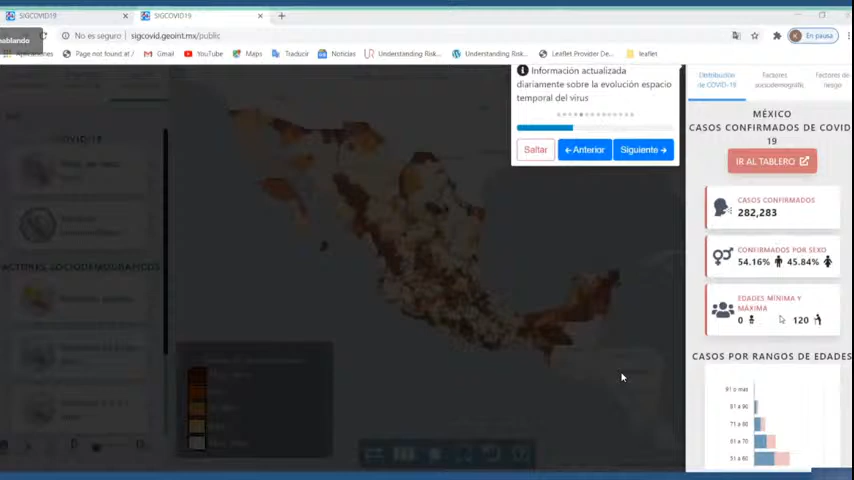 SIGCOVID19
SIGCOVID19
hablando
No es seguro | sigcovid.geoint.mx/public
En pausa
Aplicaciones
Page not found at /
Gmail
YouTube
Maps
Traducir
Noticias
Understanding Risk...
Understanding Risk...
Leaflet Provider De...
leaflet
Información actualizada
diariamente sobre la evolución espacio
temporal del virus
Saltar
← Anterior
Siguiente →
Distribución
de COVID-19
Factores
sociodemográfic
Factores de
riesgo
MÉXICO
CASOS CONFIRMADOS DE COVID
19
IR AL TABLERO
CASOS CONFIRMADOS
282,283
CONFIRMADOS POR SEXO
54.16% 45.84%
EDADES MÍNIMA Y
MÁXIMA
0 120
CASOS POR RANGOS DE EDADES
91 o mas
81 a 90
71 a 80
61 a 70
51 a 60
COVID-19
FACTORES SOCIODEMOGRÁFICOS